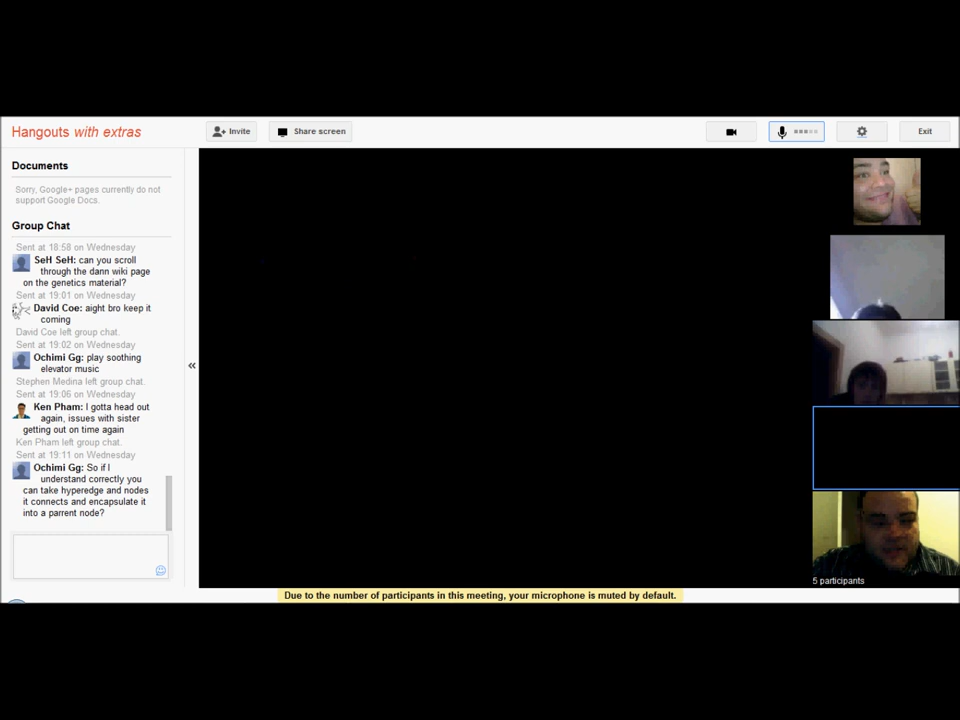 Hangouts with extras
Invite
Share screen
Exit
Documents
Sorry, Google+ pages currently do not
support Google Docs.
Group Chat
Sent at 18:58 on Wednesday
SeH SeH: can you scroll
through the dann wiki page
on the genetics material?
Sent at 19:01 on Wednesday
David Coe: aight bro keep it
coming
David Coe left group chat.
Sent at 19:02 on Wednesday
Ochimi Gg: play soothing
elevator music
Stephen Medina left group chat.
Sent at 19:06 on Wednesday
Ken Pham: I gotta head out
again, issues with sister
getting out on time again
Ken Pham left group chat.
Sent at 19:11 on Wednesday
Ochimi Gg: So if I
understand correctly you
can take hyperedge and nodes
it connects and encapsulate it
into a parrent node?
«
5 participants
Due to the number of participants in this meeting, your microphone is muted by default.